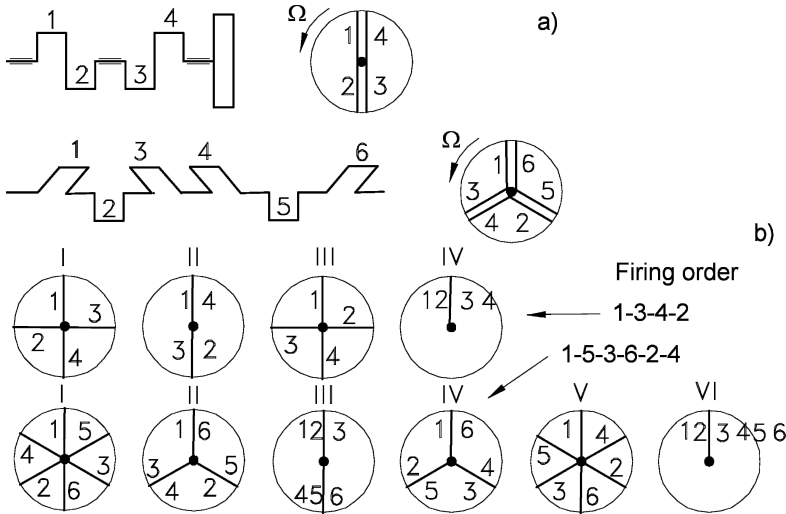 1 4 Ω a)
1 4
2 3 2 3
1 3 4 6 Ω
1 6
3 5
2 5 4 2
b)
I II III IV
Firing order
1 3 1 4 1 2 12 3 4 1-3-4-2
2 4 3 2 3 4
1-5-3-6-2-4
I II III IV V VI
1 5 1 6 12 3 1 6 1 4 12 3 45 6
4 3 3 5 2 4 5 2
2 6 4 2 45 6 5 3 3 6